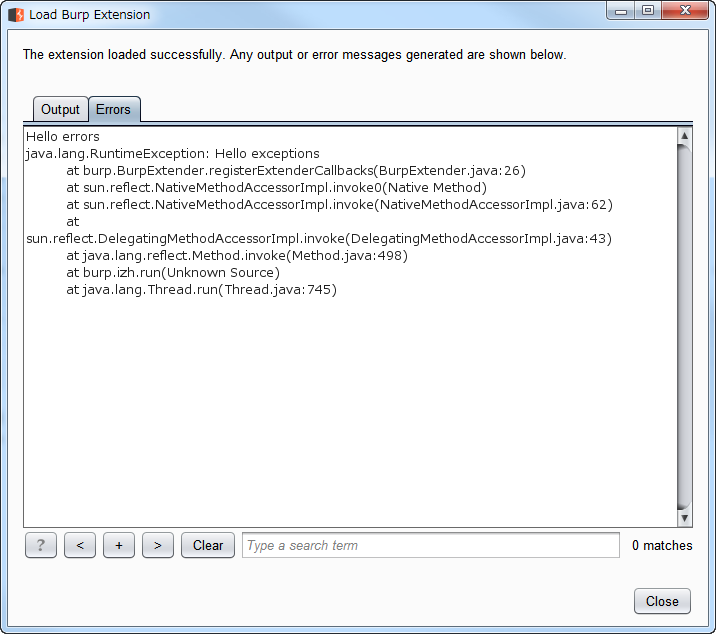 Load Burp Extension
The extension loaded successfully. Any output or error messages generated are shown below.
Output Errors
Hello errors
java.lang.RuntimeException: Hello exceptions
at burp.BurpExtender.registerExtenderCallbacks(BurpExtender.java:26)
at sun.reflect.NativeMethodAccessorImpl.invoke0(Native Method)
at sun.reflect.NativeMethodAccessorImpl.invoke(NativeMethodAccessorImpl.java:62)
at
sun.reflect.DelegatingMethodAccessorImpl.invoke(DelegatingMethodAccessorImpl.java:43)
at java.lang.reflect.Method.invoke(Method.java:498)
at burp.izh.run(Unknown Source)
at java.lang.Thread.run(Thread.java:745)
? < + > Clear Type a search term 0 matches
Close